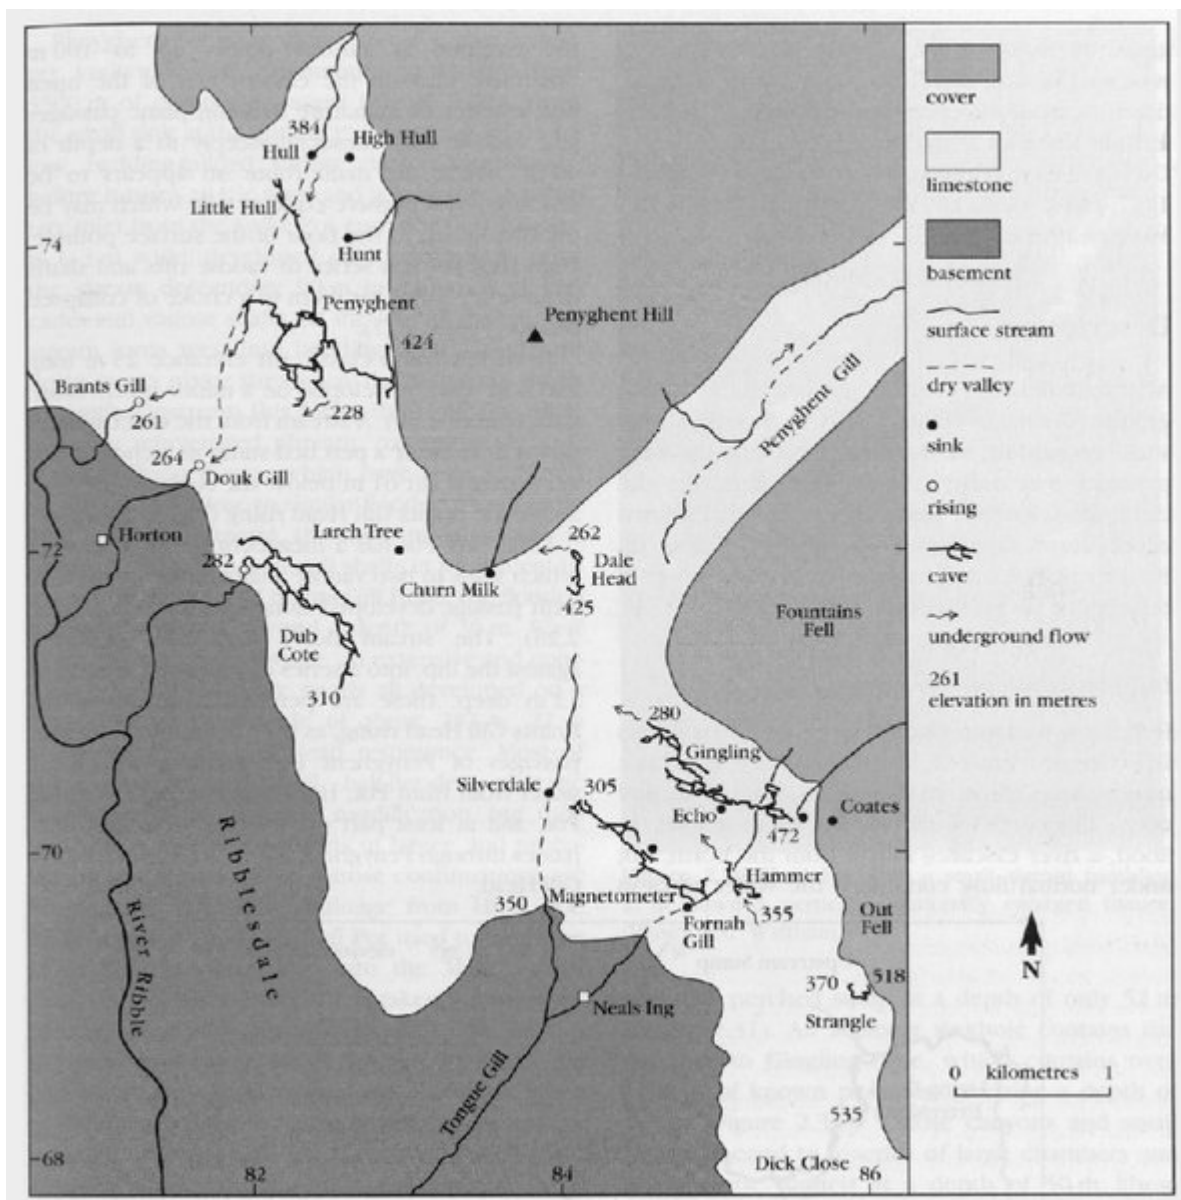 384
High Hull
Hull
Little Hull
74
Hunt
Penyghent
Penyghent Hill
424
Brants Gill
228
261
264
Douk Gill
Penyghent Gill
Horton
Larch Tree
72
282
262
Dale
Head
Churn Milk
425
Dub
Cote
310
Fountains
Fell
280
Gingling
Silverdale
305
Echo
472
Coates
70
Hammer
Magnetometer
350
355
Fornah
Gill
Out
Fell
Ribblesdale
River Ribble
Neals Ing
370
518
Strangle
N
0 kilometres 1
Tongue Gill
535
68
82
84
Dick Close
86
cover
limestone
basement
surface stream
dry valley
sink
rising
cave
underground flow
261
elevation in metres